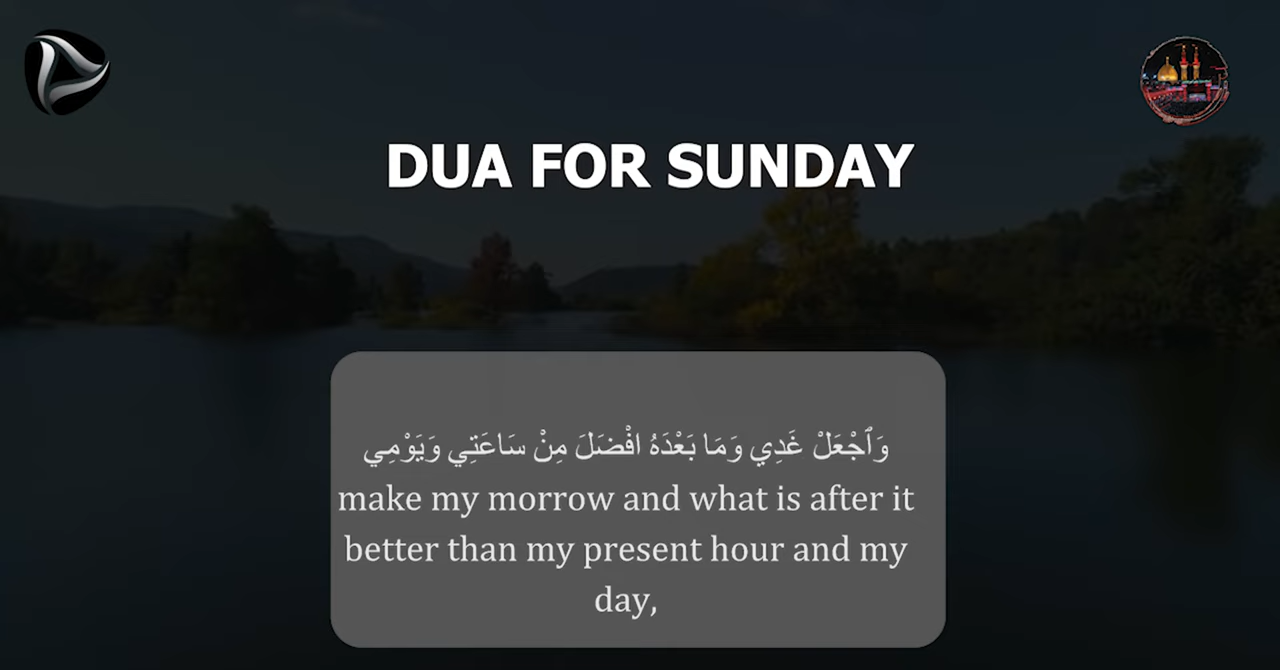 DUA FOR SUNDAY
وَٱجْعَلْ غَدِي وَمَا بَعْدَهُ افْضَلَ مِنْ سَاعَتِي وَيَوْمِي
make my morrow and what is after it
better than my present hour and my
day,